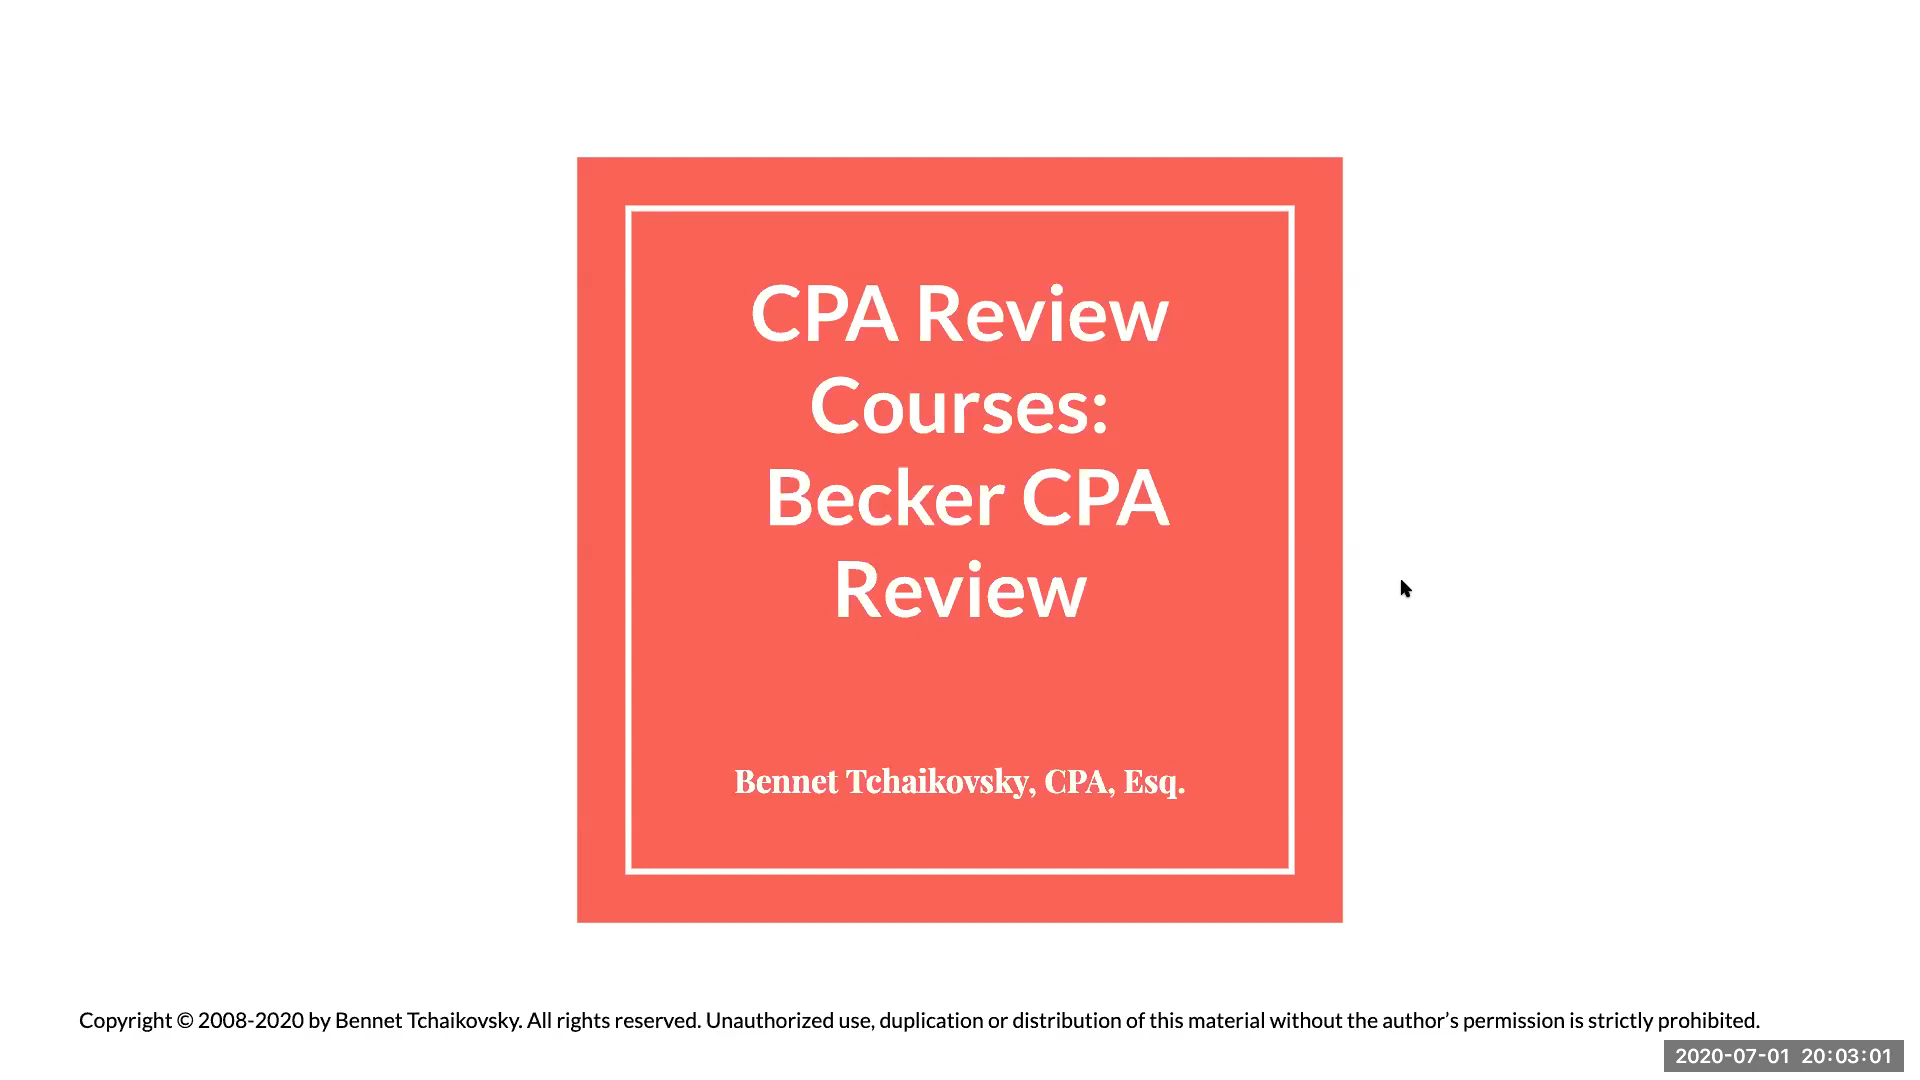 CPA Review
Courses:
Becker CPA
Review
Bennet Tchaikovsky, CPA, Esq.
Copyright © 2008-2020 by Bennet Tchaikovsky. All rights reserved. Unauthorized use, duplication or distribution of this material without the author’s permission is strictly prohibited.
2020-07-01 20:03:01